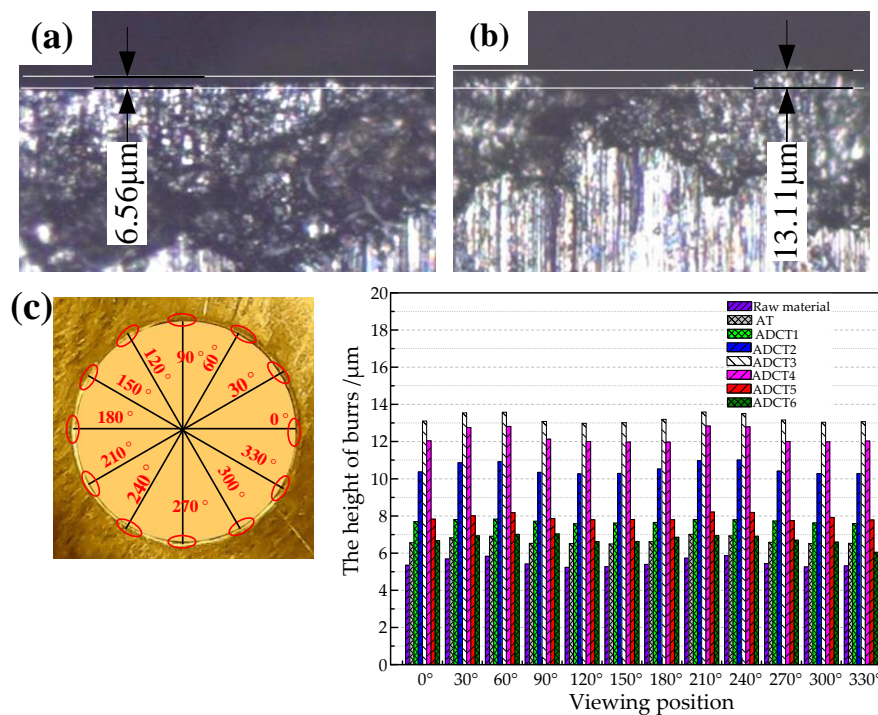 (a)
6.56μm
(b)
13.11μm
(c)
0°
30°
60°
90°
120°
150°
180°
210°
240°
270°
300°
330°
The height of burrs /μm
20
18
16
14
12
10
8
6
4
2
0
Raw material
AT
ADCT1
ADCT2
ADCT3
ADCT4
ADCT5
ADCT6
0° 30° 60° 90° 120° 150° 180° 210° 240° 270° 300° 330°
Viewing position